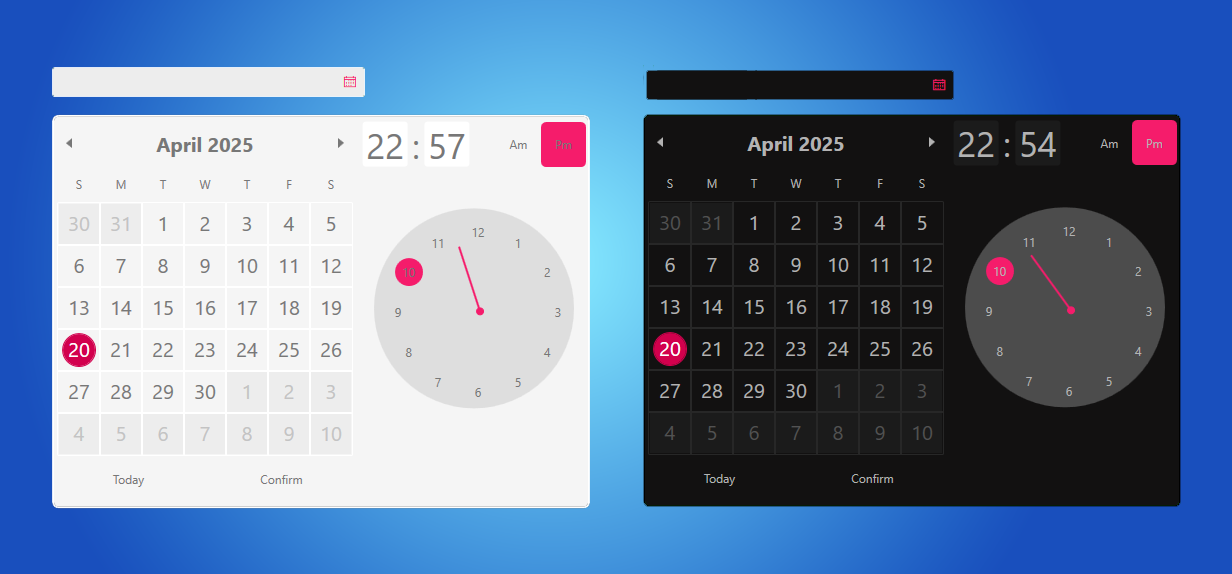 April 2025
22 : 57
Am
Pm
S M T W T F S
30 31 1 2 3 4 5
6 7 8 9 10 11 12
13 14 15 16 17 18 19
20 21 22 23 24 25 26
27 28 29 30 1 2 3
4 5 6 7 8 9 10
12
11 1
10 2
9 3
8 4
7 5
6
Today Confirm
April 2025
22 : 54
Am
Pm
S M T W T F S
30 31 1 2 3 4 5
6 7 8 9 10 11 12
13 14 15 16 17 18 19
20 21 22 23 24 25 26
27 28 29 30 1 2 3
4 5 6 7 8 9 10
12
11 1
10 2
9 3
8 4
7 5
6
Today Confirm